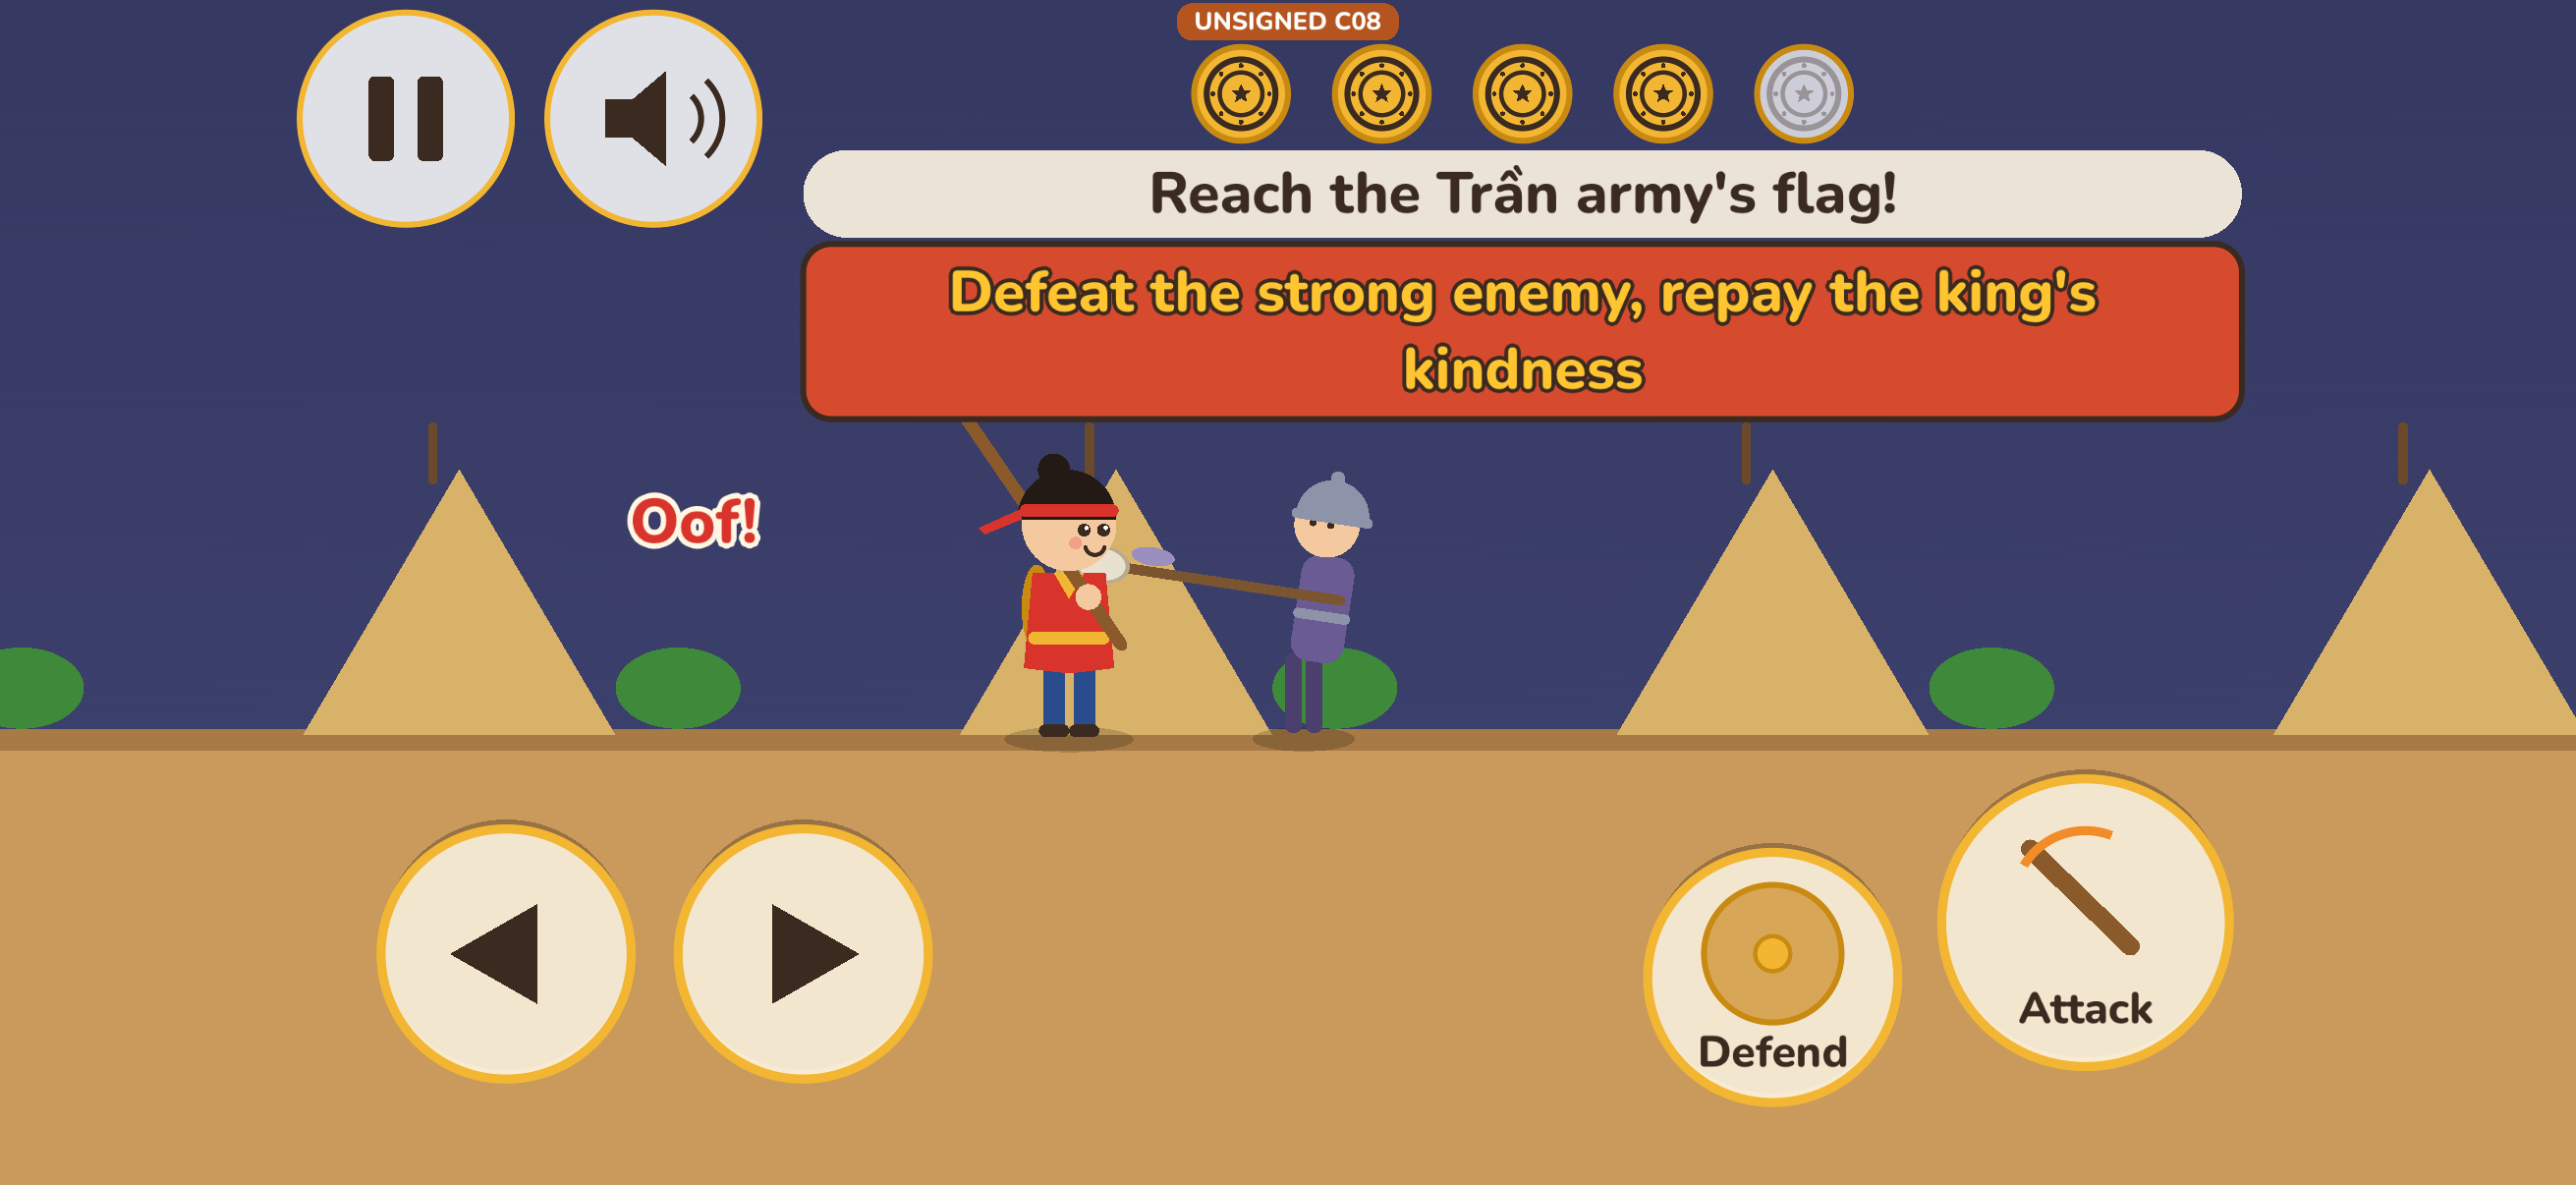 UNSIGNED C08
Reach the Trần army's flag!
Defeat the strong enemy, repay the king's
kindness
Oof!
Defend
Attack